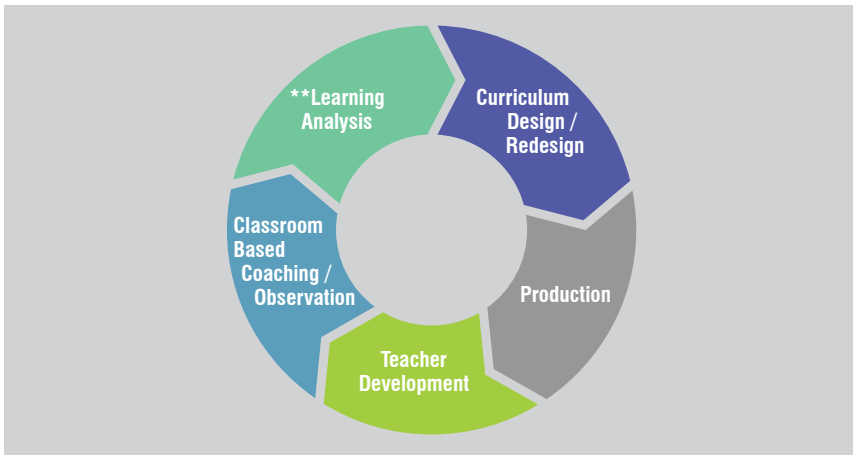 **Learning
Analysis
Curriculum
Design /
Redesign
Production
Teacher
Development
Classroom
Based
Coaching /
Observation